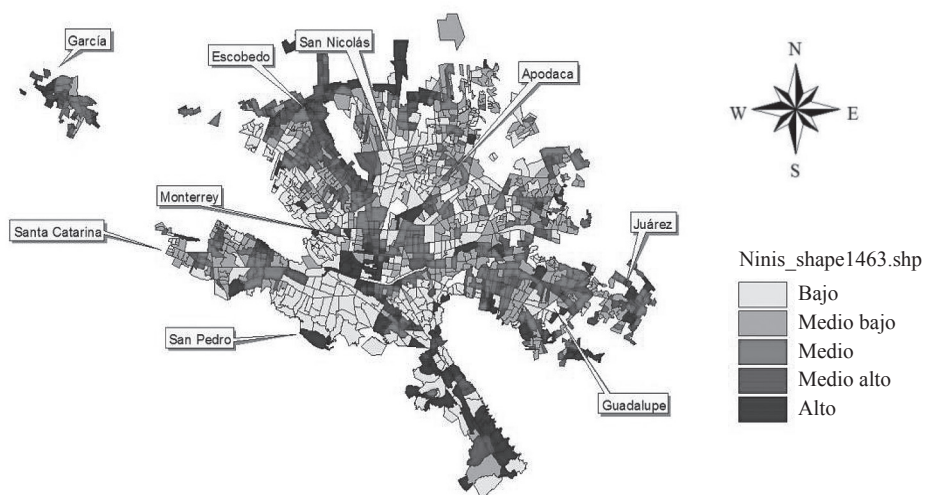 García
San Nicolás
Escobedo
Apodaca
N
W E
S
Monterrey
Santa Catarina
Juárez
San Pedro
Guadalupe
Ninis_shape1463.shp
Bajo
Medio bajo
Medio
Medio alto
Alto